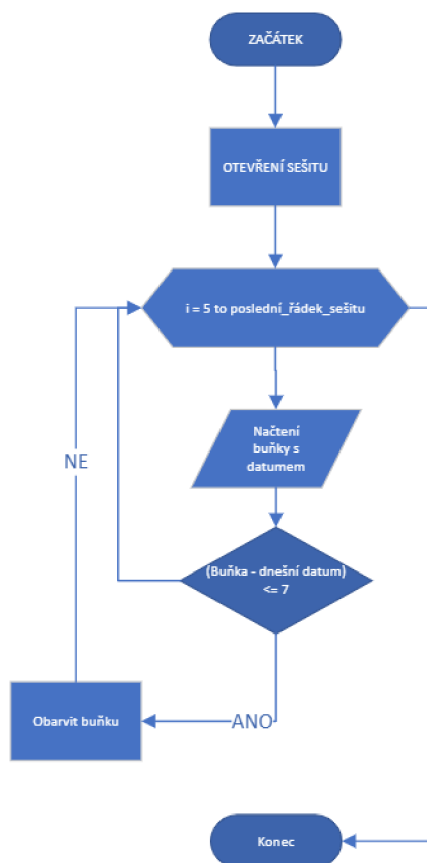 ZAČÁTEK
OTEVŘENÍ SEŠITU
i = 5 to poslední_řádek_sešitu
Načtení
buňky s
datumem
NE
(Buňka - dnešní datum)
<= 7
Obarvit buňku
ANO
Konec